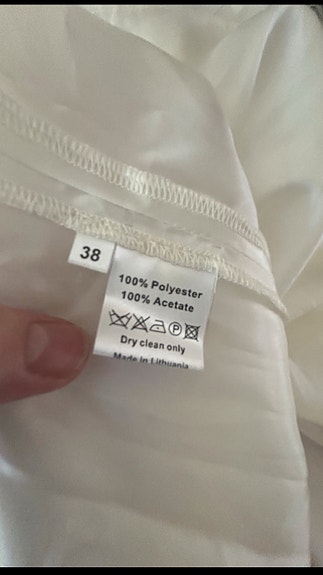 38
100% Polyester
100% Acetate
P
Dry clean only
Made in Lithuania